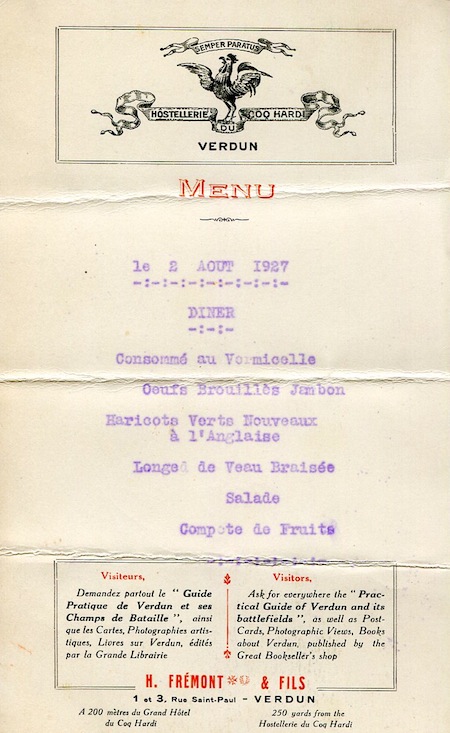 SEMPER PARATUS
HOSTELLERIE DU COQ HARDI
VERDUN
MENU
le 2 AOUT 1927
-:-:-:-:-:-:-:-:-
DINER
-:-:-
Consommé au Vermicelle
Oeufs Brouillès Jambon
Haricots Verts Nouveaux
à l'Anglaise
Longe de Veau Braisée
Salade
Compote de Fruits
Visiteurs,
Demandez partout le " Guide
Pratique de Verdun et ses
Champs de Bataille ", ainsi
que les Cartes, Photographies artis-
tiques, Livres sur Verdun, édités
par la Grande Librairie
Visitors,
Ask for everywhere the " Prac-
tical Guide of Verdun and its
battlefields ", as well as Post-
Cards, Photographic Views, Books
about Verdun, published by the
Great Bookseller's shop
H. FRÉMONT & FILS
1 et 3, Rue Saint-Paul - VERDUN
A 200 mètres du Grand Hôtel
du Coq Hardi
250 yards from the
Hostellerie du Coq Hardi